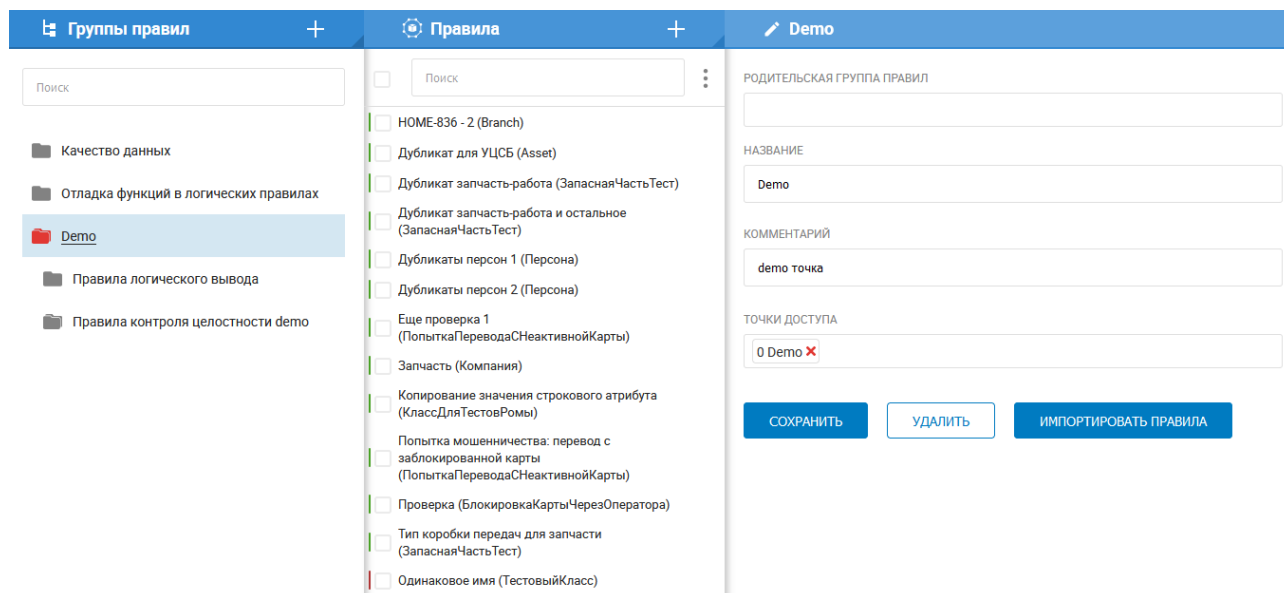 Группы правил
Поиск
Качество данных
Отладка функций в логических правилах
Demo
Правила логического вывода
Правила контроля целостности demo
Правила
Поиск
HOME-836 - 2 (Branch)
Дубликат для УЦСБ (Asset)
Дубликат запчасть-работа (ЗапаснаяЧастьТест)
Дубликат запчасть-работа и остальное
(ЗапаснаяЧастьТест)
Дубликаты персон 1 (Персона)
Дубликаты персон 2 (Персона)
Еще проверка 1
(ПопыткаПереводаСНеактивнойКарты)
Запчасть (Компания)
Копирование значения строкового атрибута
(КлассДляТестовРомы)
Попытка мошенничества: перевод с
заблокированной карты
(ПопыткаПереводаСНеактивнойКарты)
Проверка (БлокировкаКартыЧерезОператора)
Тип коробки передач для запчасти
(ЗапаснаяЧастьТест)
Одинаковое имя (ТестовыйКласс)
Demo
РОДИТЕЛЬСКАЯ ГРУППА ПРАВИЛ
НАЗВАНИЕ
Demo
КОММЕНТАРИЙ
demo точка
ТОЧКИ ДОСТУПА
0 Demo
СОХРАНИТЬ
УДАЛИТЬ
ИМПОРТИРОВАТЬ ПРАВИЛА